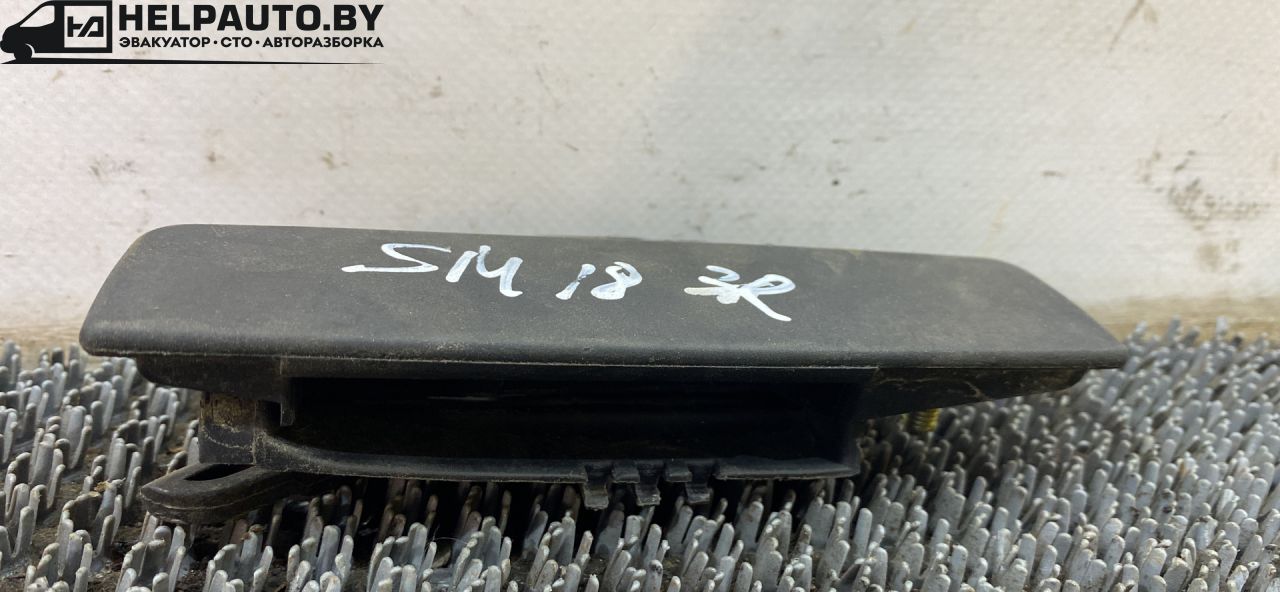 HELPAUTO.BY
ЭВАКУАТОР · СТО · АВТОРАЗБОРКА
SM 18 ЗR